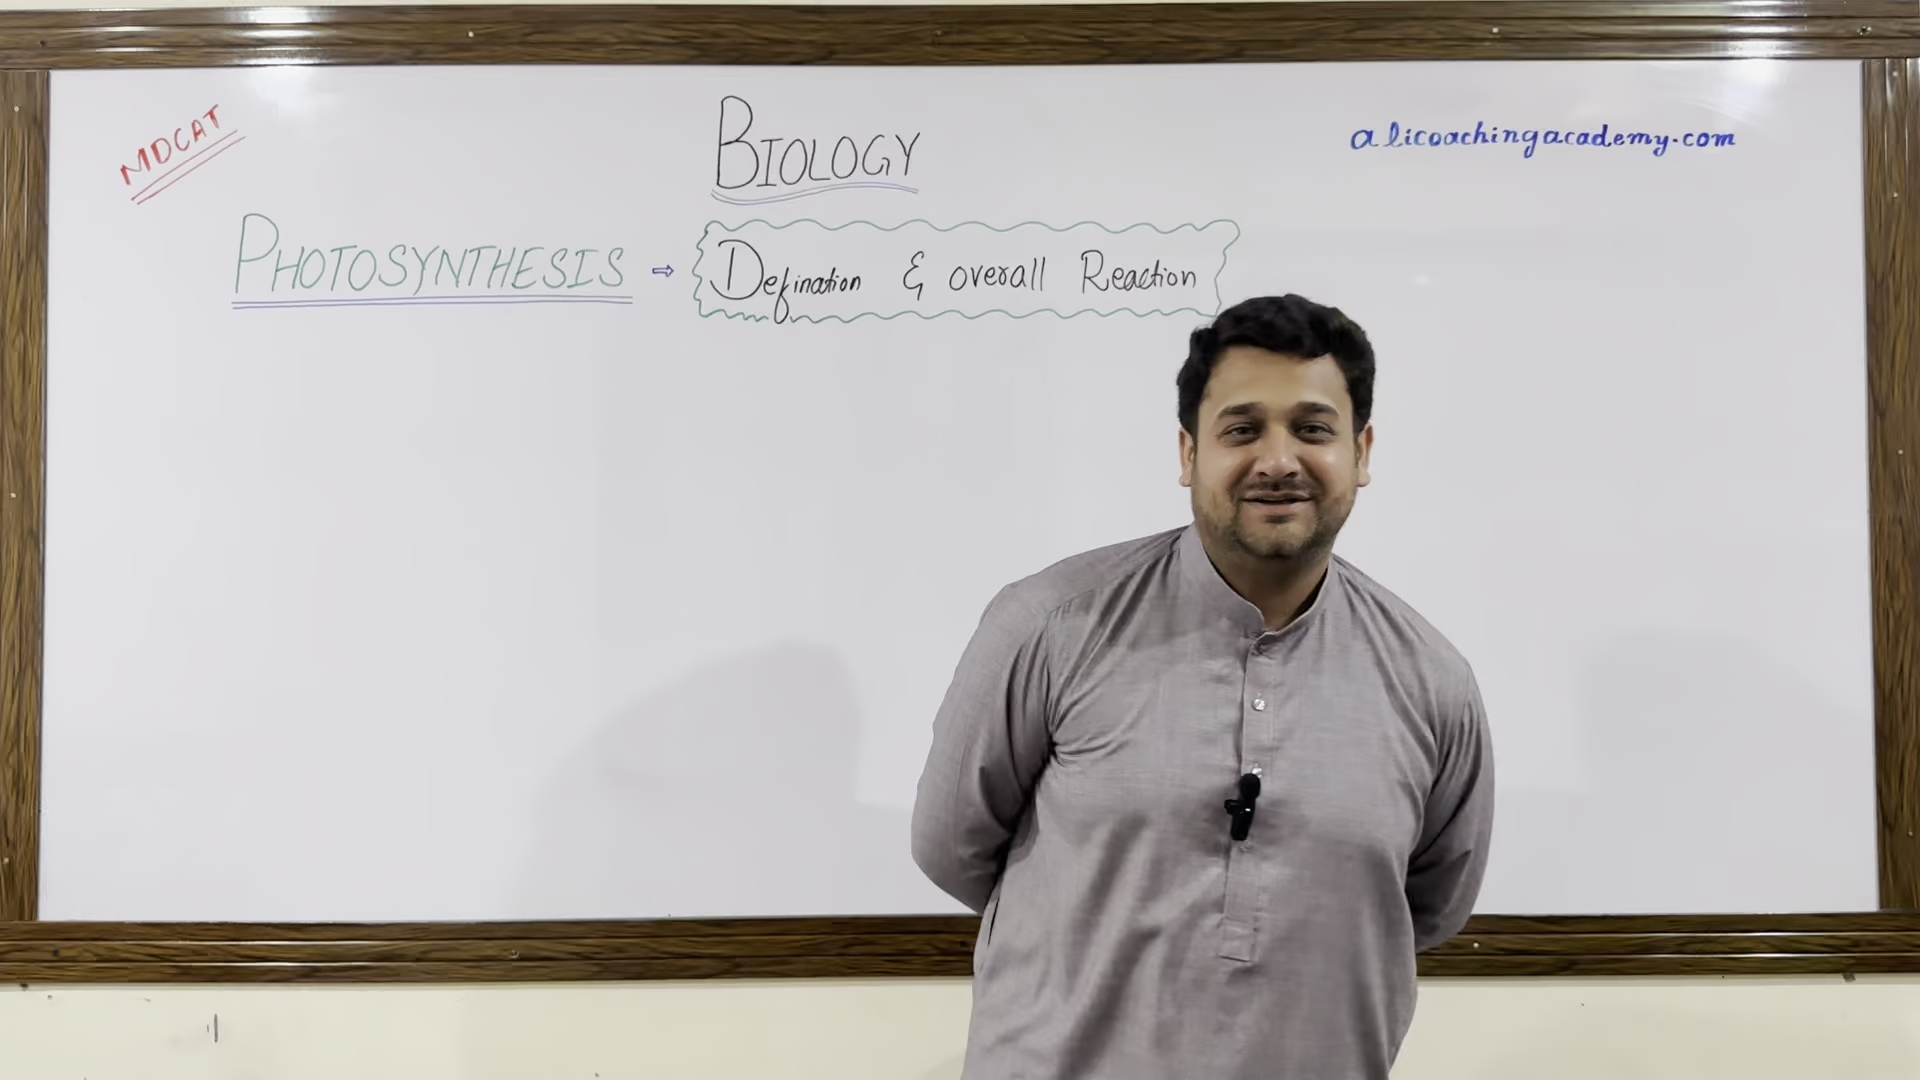 MDCAT
BIOLOGY
alicoachingacademy.com
PHOTOSYNTHESIS ⇨ Defination & overall Reaction